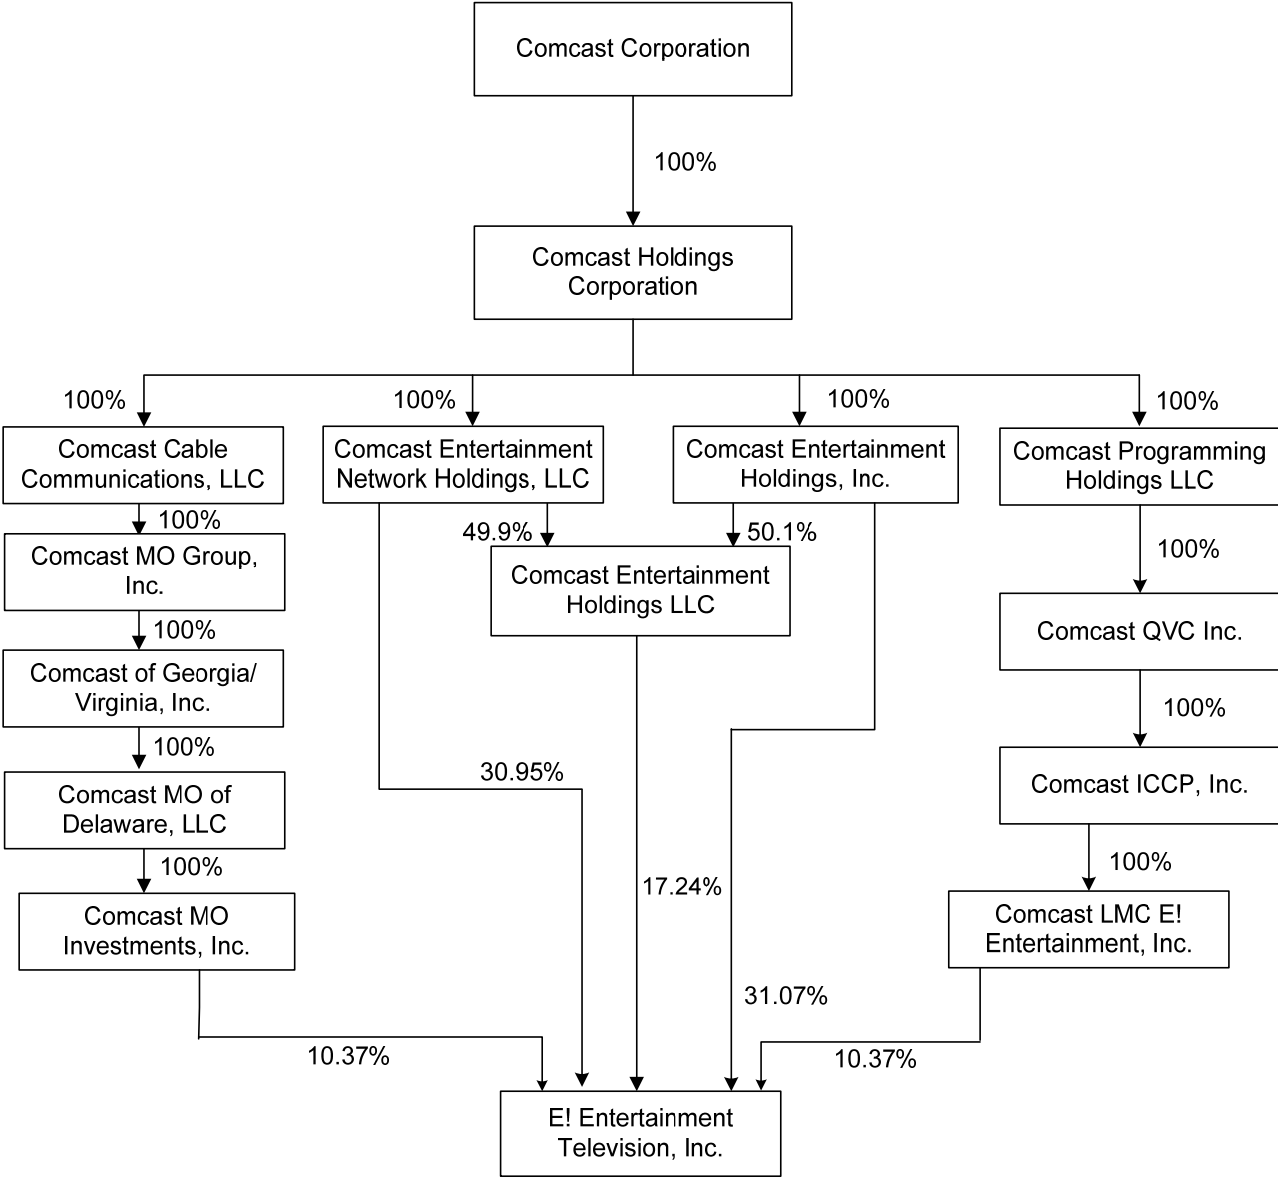 Comcast Corporation
100%
Comcast Holdings
Corporation
100%
100%
100%
100%
Comcast Cable
Communications, LLC
Comcast Entertainment
Network Holdings, LLC
Comcast Entertainment
Holdings, Inc.
Comcast Programming
Holdings LLC
100%
49.9%
50.1%
100%
Comcast MO Group,
Inc.
Comcast Entertainment
Holdings LLC
Comcast QVC Inc.
100%
Comcast of Georgia/
Virginia, Inc.
100%
100%
30.95%
Comcast MO of
Delaware, LLC
Comcast ICCP, Inc.
100%
100%
17.24%
Comcast MO
Investments, Inc.
Comcast LMC E!
Entertainment, Inc.
31.07%
10.37%
10.37%
E! Entertainment
Television, Inc.